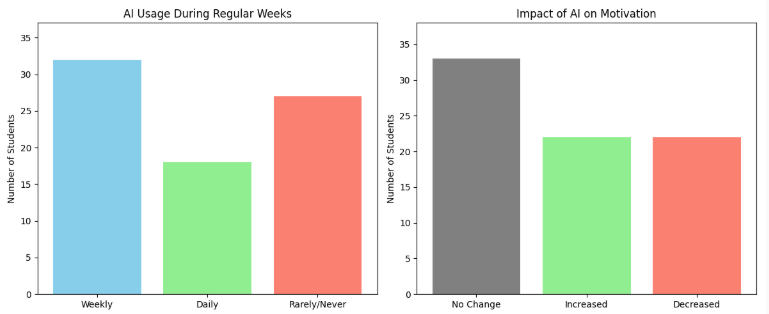 AI Usage During Regular Weeks
Number of Students
35
30
25
20
15
10
5
0
Weekly Daily Rarely/Never
Impact of AI on Motivation
Number of Students
35
30
25
20
15
10
5
0
No Change Increased Decreased